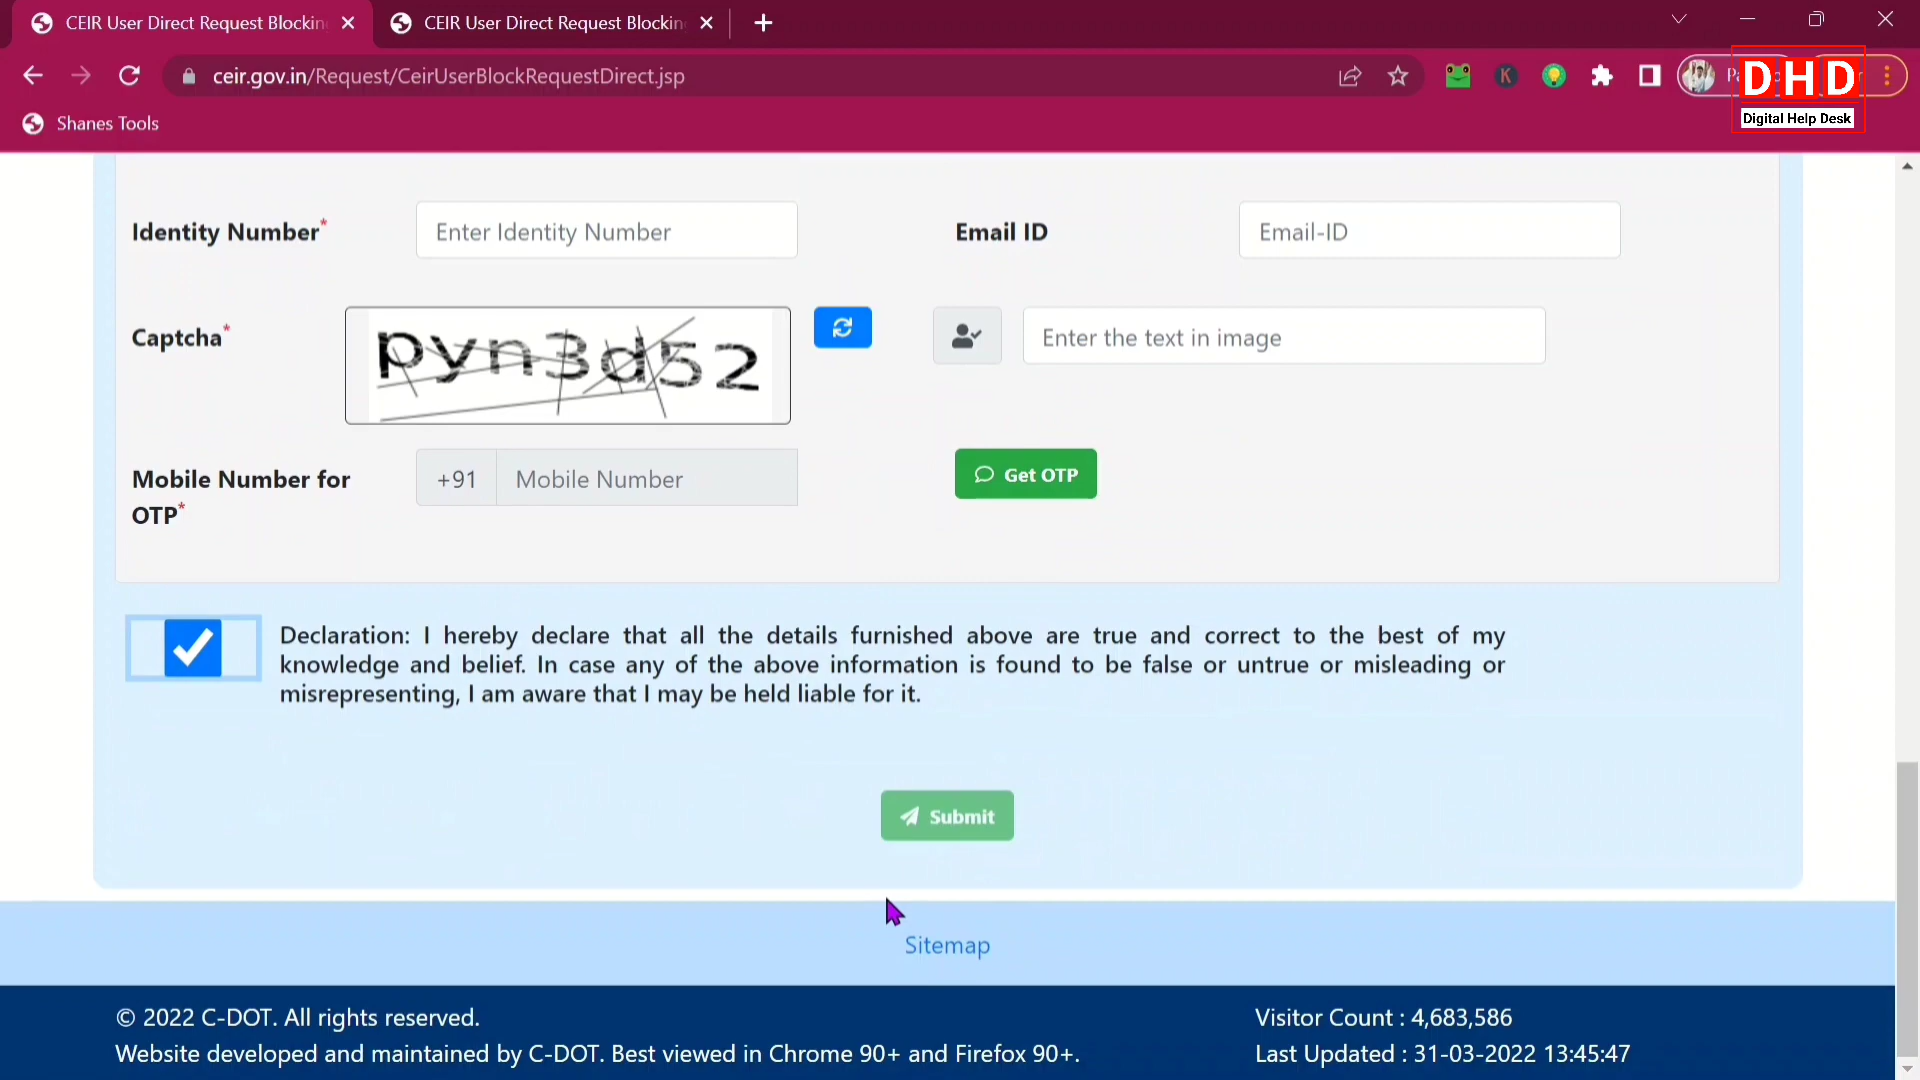 CEIR User Direct Request Blockin
CEIR User Direct Request Blockin
ceir.gov.in/Request/CeirUserBlockRequestDirect.jsp
K
DHD
Digital Help Desk
Shanes Tools
Identity Number*
Enter Identity Number
Email ID
Email-ID
Captcha*
pyn3d52
Enter the text in image
Mobile Number for
OTP*
+91
Mobile Number
Get OTP
Declaration: I hereby declare that all the details furnished above are true and correct to the best of my
knowledge and belief. In case any of the above information is found to be false or untrue or misleading or
misrepresenting, I am aware that I may be held liable for it.
Submit
Sitemap
© 2022 C-DOT. All rights reserved.
Website developed and maintained by C-DOT. Best viewed in Chrome 90+ and Firefox 90+.
Visitor Count : 4,683,586
Last Updated : 31-03-2022 13:45:47